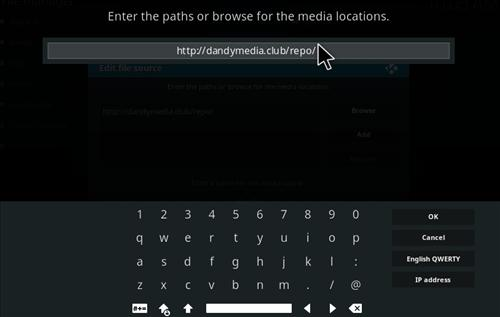 Enter the paths or browse for the media locations.
http://dandymedia.club/repo/
Edit file source
Enter the paths or browse for the media locations.
http://dandymedia.club/repo/
Browse
Add
1 2 3 4 5 6 7 8 9 0
OK
q w e r t y u i o p
Cancel
a s d f g h j k l :
English QWERTY
z x c v b n m . / @
IP address
#+=